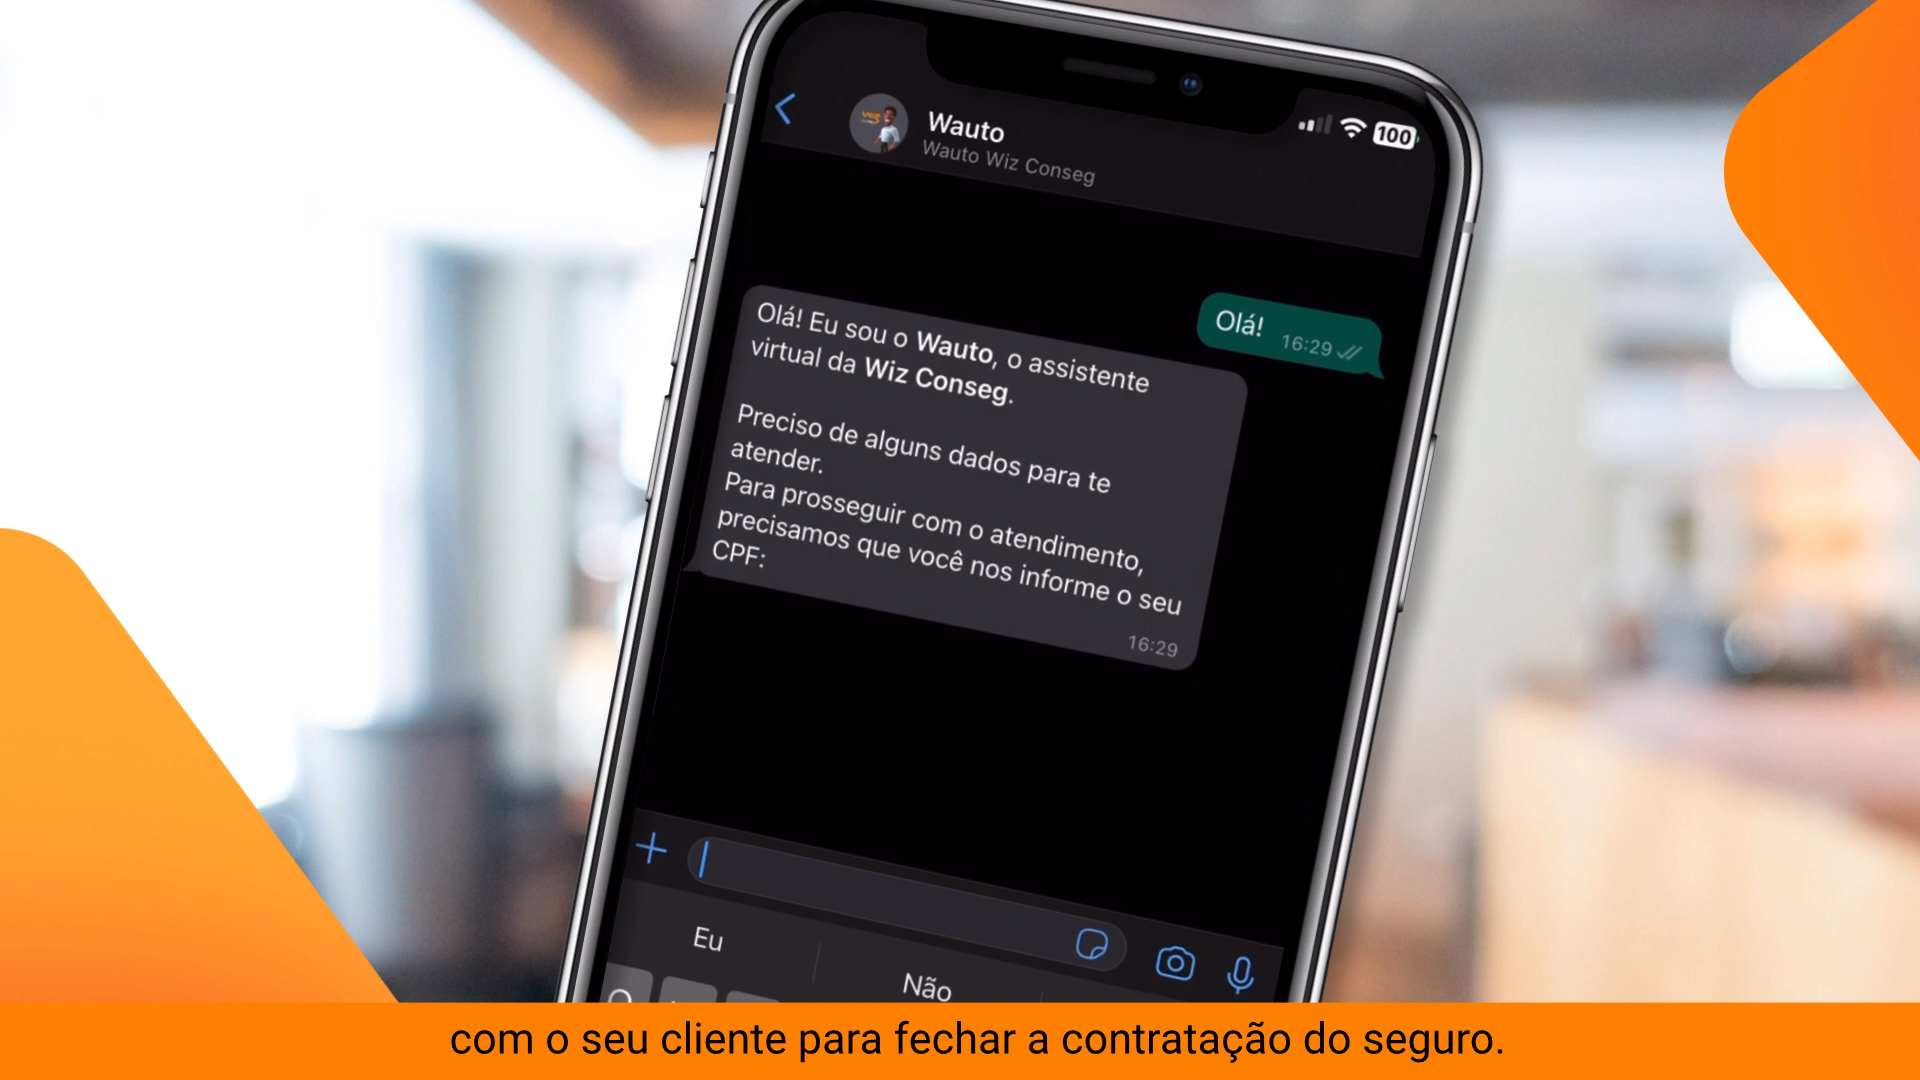 Wauto
Wauto Wiz Conseg
100
Olá! 16:29
Olá! Eu sou o Wauto, o assistente
virtual da Wiz Conseg.
Preciso de alguns dados para te
atender.
Para prosseguir com o atendimento,
precisamos que você nos informe o seu
CPF:
16:29
Eu
Não
com o seu cliente para fechar a contratação do seguro.